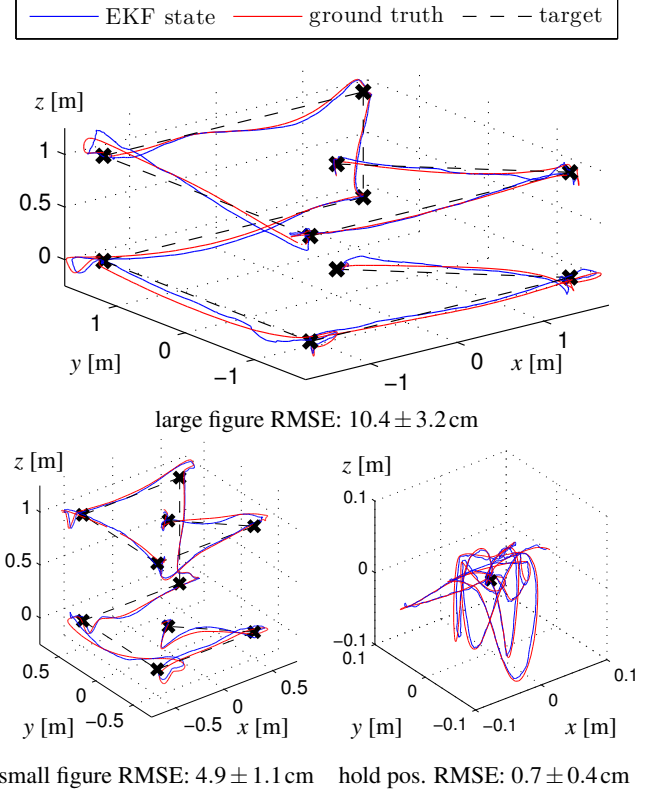 EKF state ground truth target
z [m]
1
0.5
0
1
0
−1
y [m]
−1
0
1
x [m]
large figure RMSE: 10.4 ± 3.2 cm
z [m]
1
0.5
0
0.5
0
−0.5
y [m]
−0.5
0
0.5
x [m]
small figure RMSE: 4.9 ± 1.1 cm
z [m]
0.1
0
−0.1
0.1
0
−0.1
y [m]
−0.1
0
0.1
x [m]
hold pos. RMSE: 0.7 ± 0.4 cm